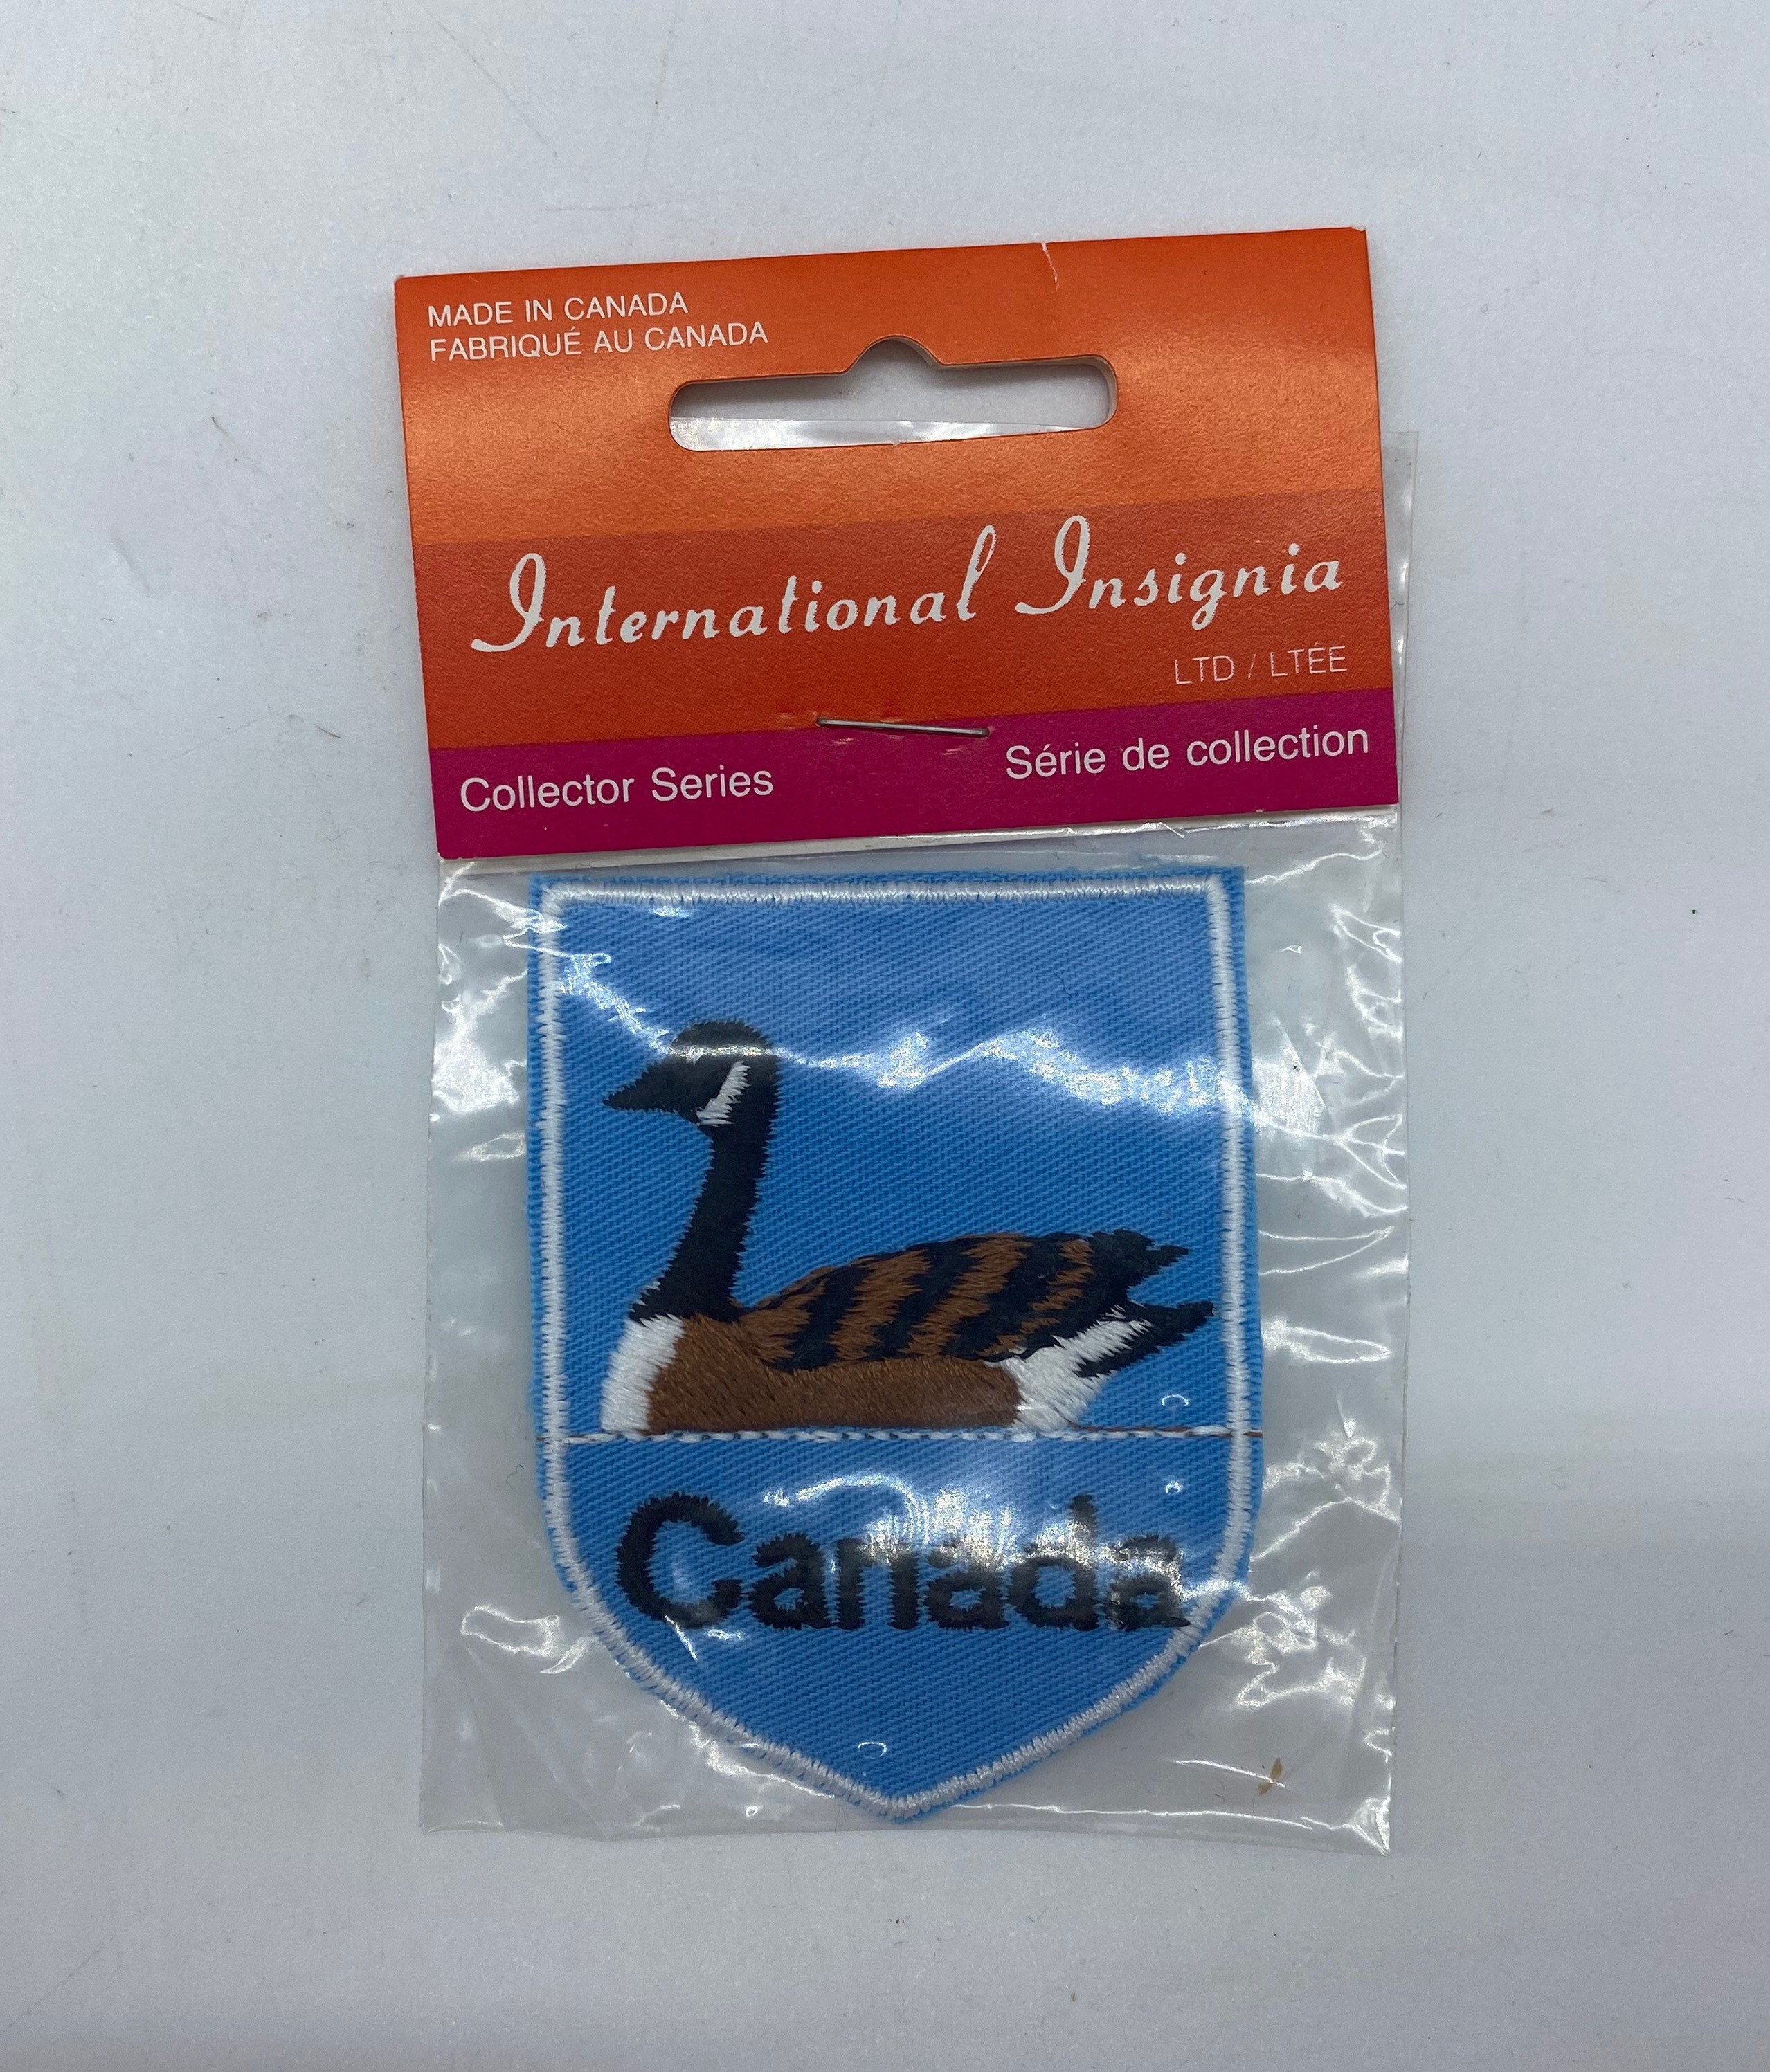 MADE IN CANADA
FABRIQUÉ AU CANADA
International Insignia
LTD / LTÉE
Collector Series
Série de collection
Canada